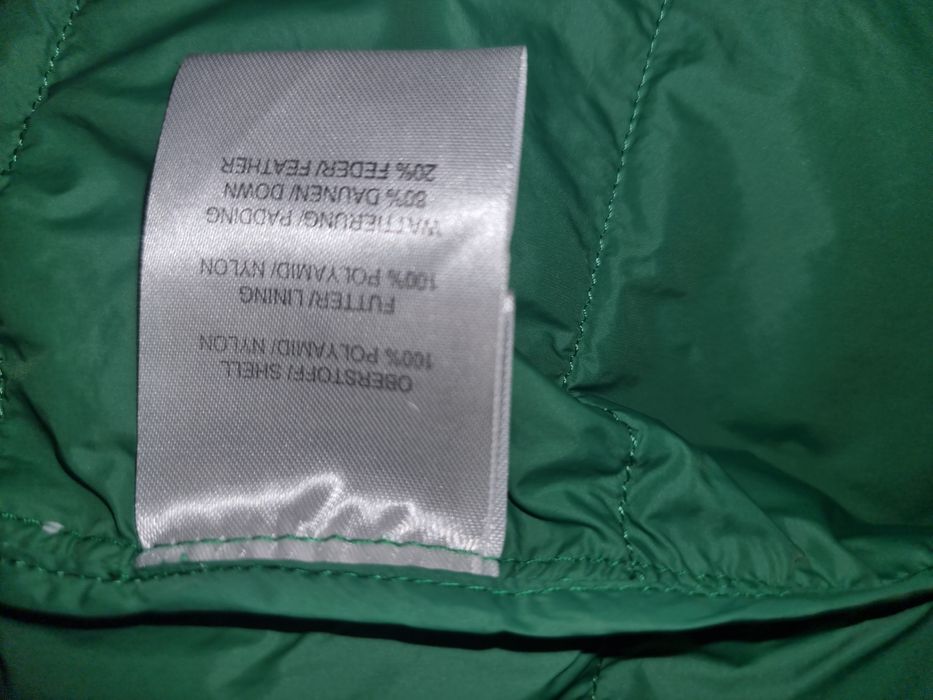 OBERSTOFF/ SHELL
100% POLYAMID/ NYLON
FUTTER/ LINING
100% POLYAMID/ NYLON
WATTIERUNG/ PADDING
80% DAUNEN/ DOWN
20% FEDER/ FEATHER